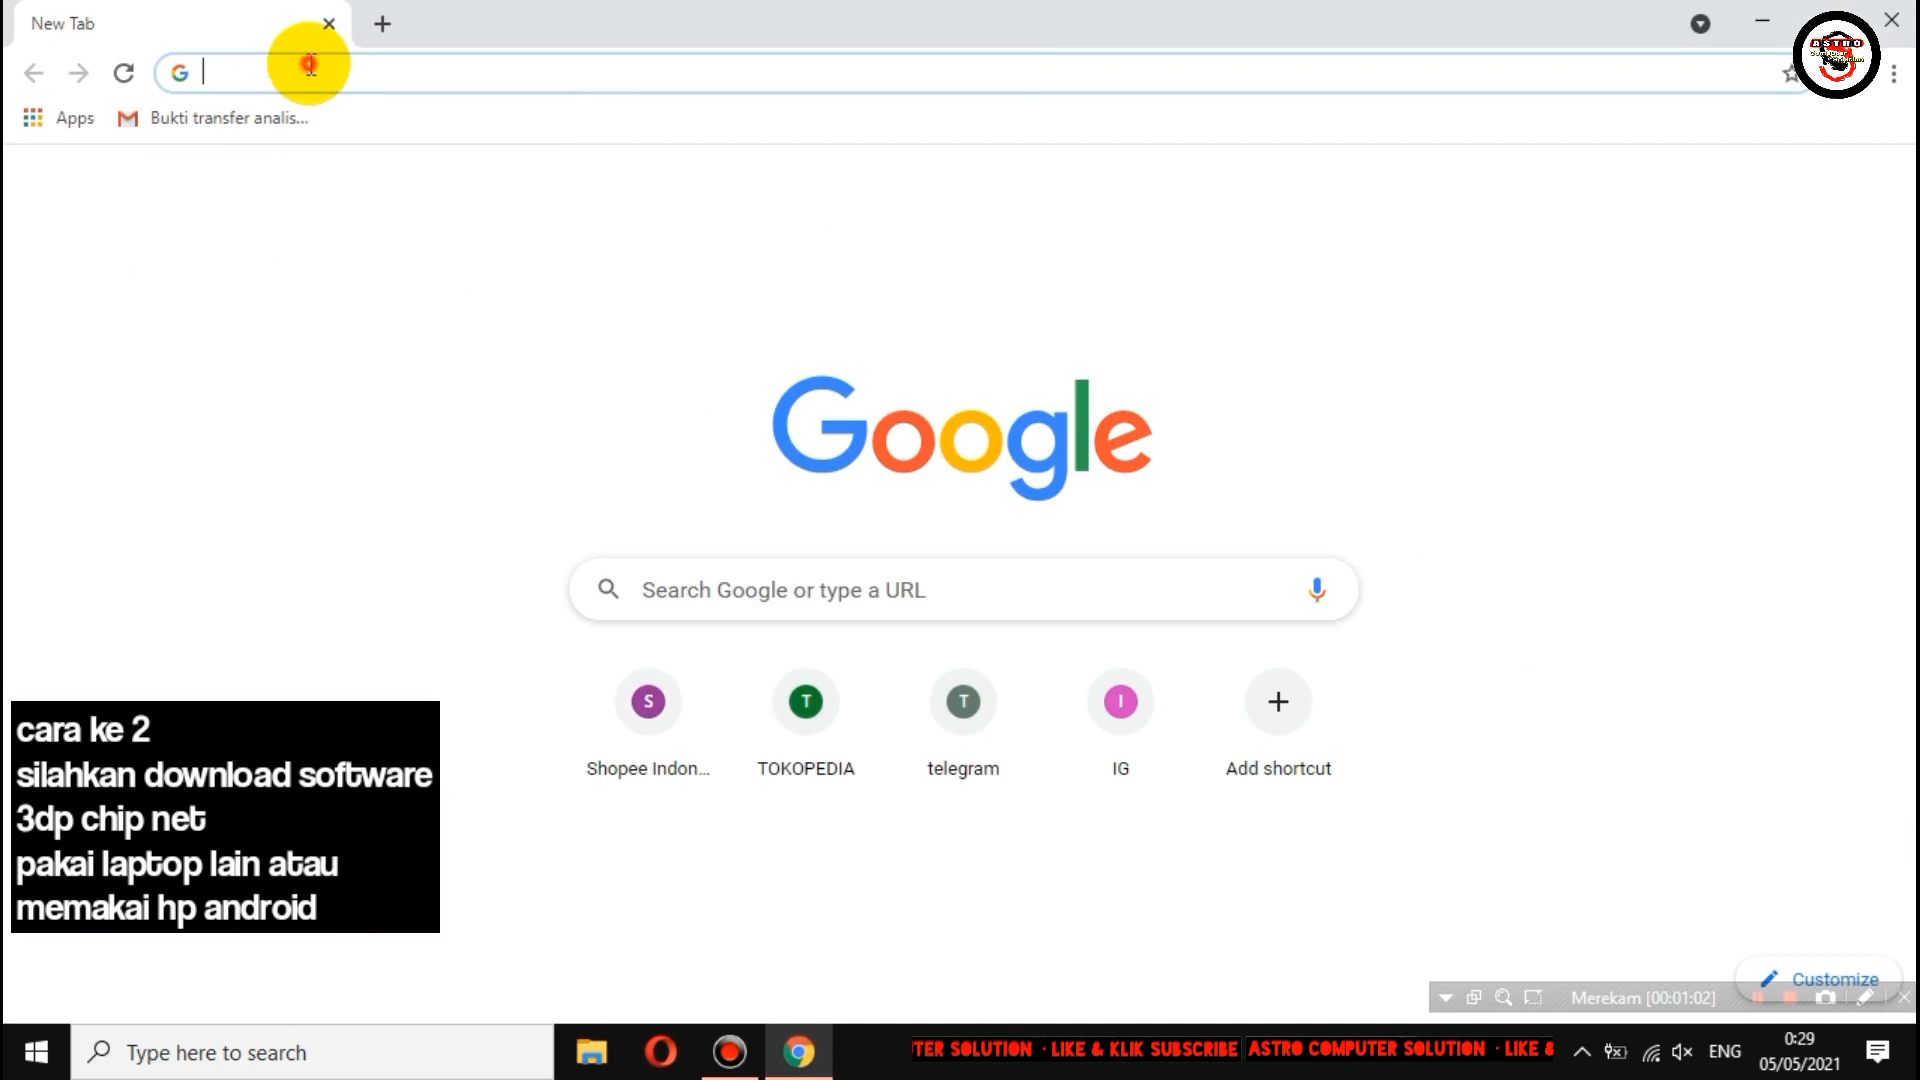 New Tab
Apps
Bukti transfer analis...
ASTRO
Google
Search Google or type a URL
S
T
T
I
Shopee Indon...
TOKOPEDIA
telegram
IG
Add shortcut
cara ke 2
silahkan download software
3dp chip net
pakai laptop lain atau
memakai hp android
Customize
Merekam [00:01:02]
Type here to search
TER SOLUTION · LIKE & KLIK SUBSCRIBE ASTRO COMPUTER SOLUTION · LIKE &
ENG
0:29
05/05/2021